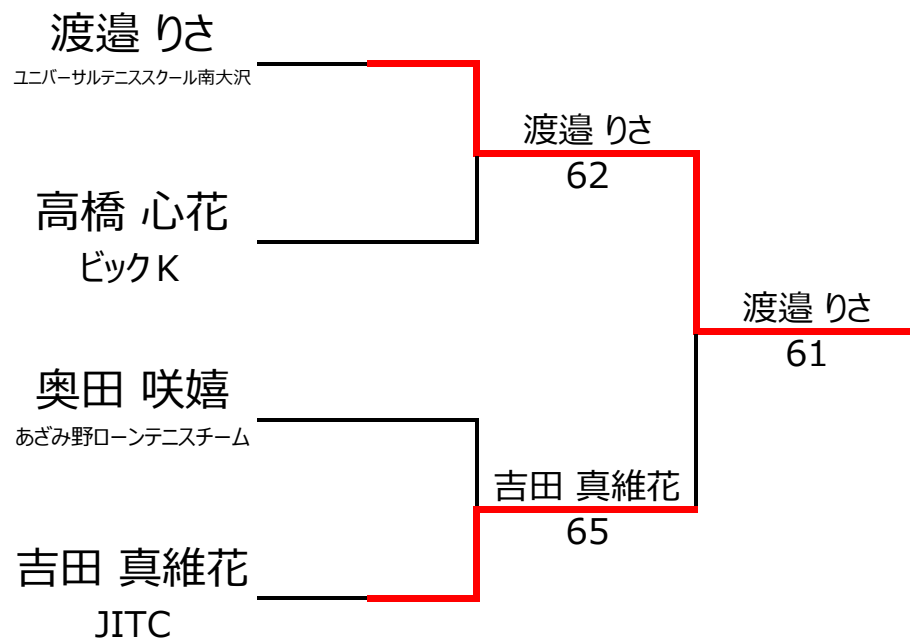 渡邉 りさ
ユニバーサルテニススクール南大沢
渡邉 りさ
62
高橋 心花
ビックK
渡邉 りさ
61
奥田 咲嬉
あざみ野ローンテニスチーム
吉田 真維花
65
吉田 真維花
JITC